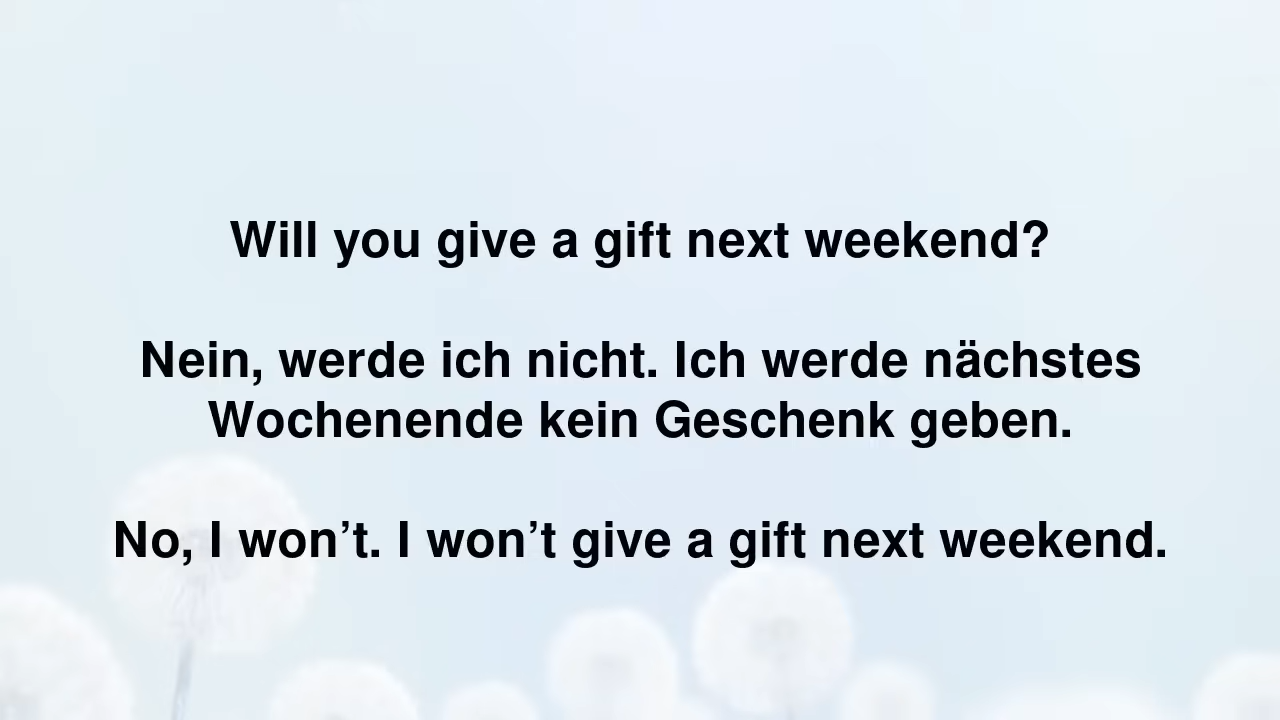 Will you give a gift next weekend?
Nein, werde ich nicht. Ich werde nächstes
Wochenende kein Geschenk geben.
No, I won’t. I won’t give a gift next weekend.